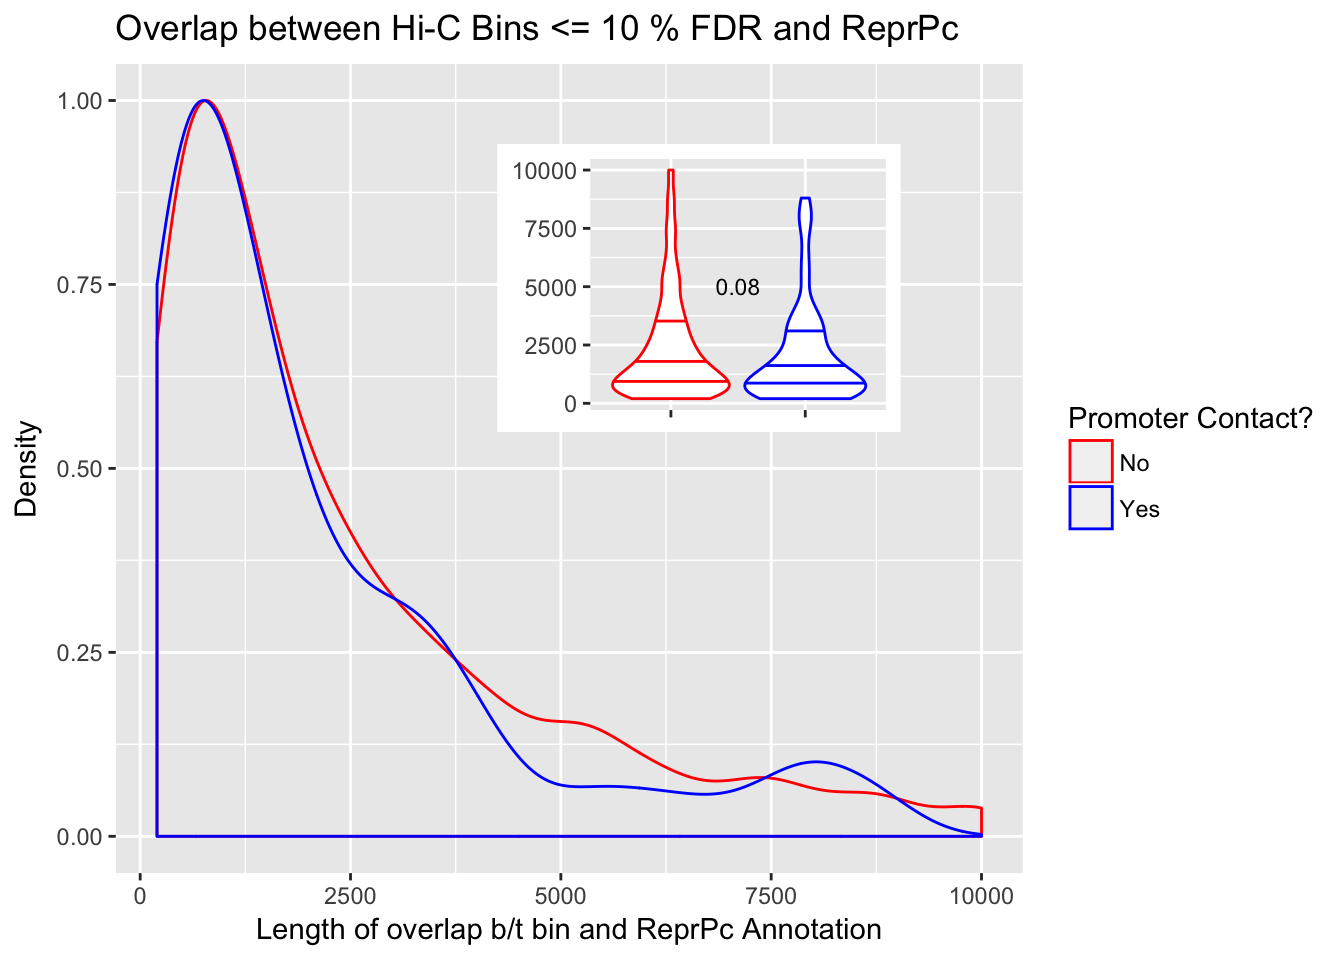 Overlap between Hi-C Bins <= 10 % FDR and ReprPc
Density
1.00
0.75
0.50
0.25
0.00
0
2500
5000
7500
10000
Length of overlap b/t bin and ReprPc Annotation
10000
7500
5000
2500
0
0.08
Promoter Contact?
No
Yes